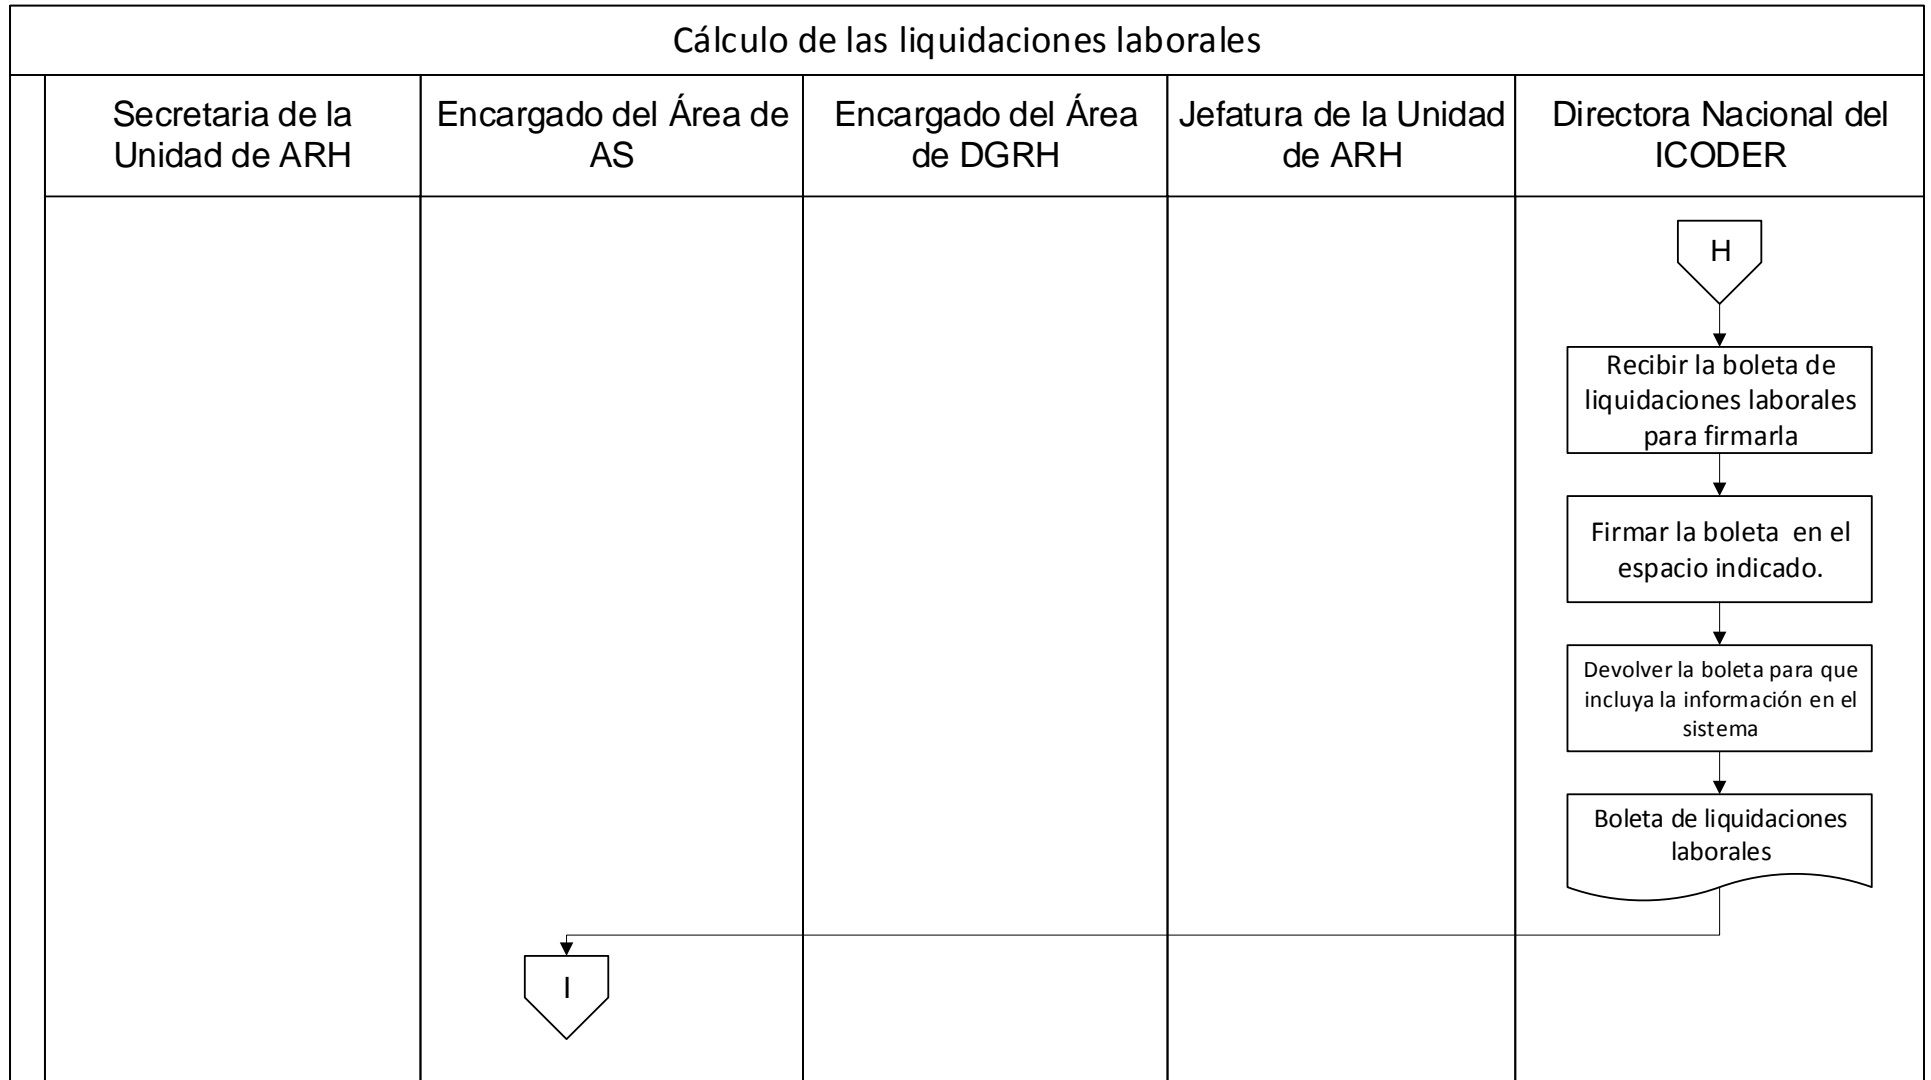 Cálculo de las liquidaciones laborales
Secretaria de la
Unidad de ARH
Encargado del Área de
AS
Encargado del Área
de DGRH
Jefatura de la Unidad
de ARH
Directora Nacional del
ICODER
H
Recibir la boleta de
liquidaciones laborales
para firmarla
Firmar la boleta  en el
espacio indicado.
Devolver la boleta para que
incluya la información en el
sistema
Boleta de liquidaciones
laborales
I